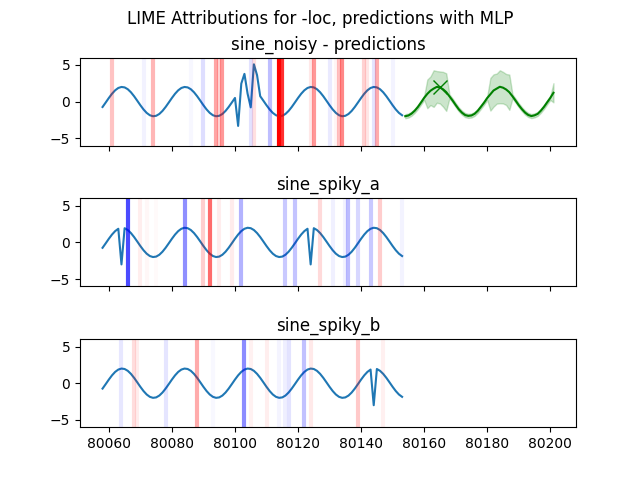 LIME Attributions for -loc, predictions with MLP
sine_noisy - predictions
5
0
−5
sine_spiky_a
5
0
−5
sine_spiky_b
5
0
−5
80060 80080 80100 80120 80140 80160 80180 80200